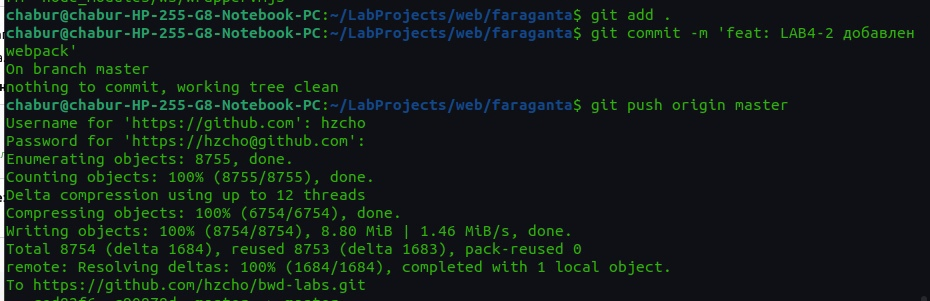 chabur@chabur-HP-255-G8-Notebook-PC:~/LabProjects/web/faraganta$ git add .
chabur@chabur-HP-255-G8-Notebook-PC:~/LabProjects/web/faraganta$ git commit -m 'feat: LAB4-2 добавлен
webpack'
On branch master
nothing to commit, working tree clean
chabur@chabur-HP-255-G8-Notebook-PC:~/LabProjects/web/faraganta$ git push origin master
Username for 'https://github.com': hzcho
Password for 'https://hzcho@github.com':
Enumerating objects: 8755, done.
Counting objects: 100% (8755/8755), done.
Delta compression using up to 12 threads
Compressing objects: 100% (6754/6754), done.
Writing objects: 100% (8754/8754), 8.80 MiB | 1.46 MiB/s, done.
Total 8754 (delta 1684), reused 8753 (delta 1683), pack-reused 0
remote: Resolving deltas: 100% (1684/1684), completed with 1 local object.
To https://github.com/hzcho/bwd-labs.git